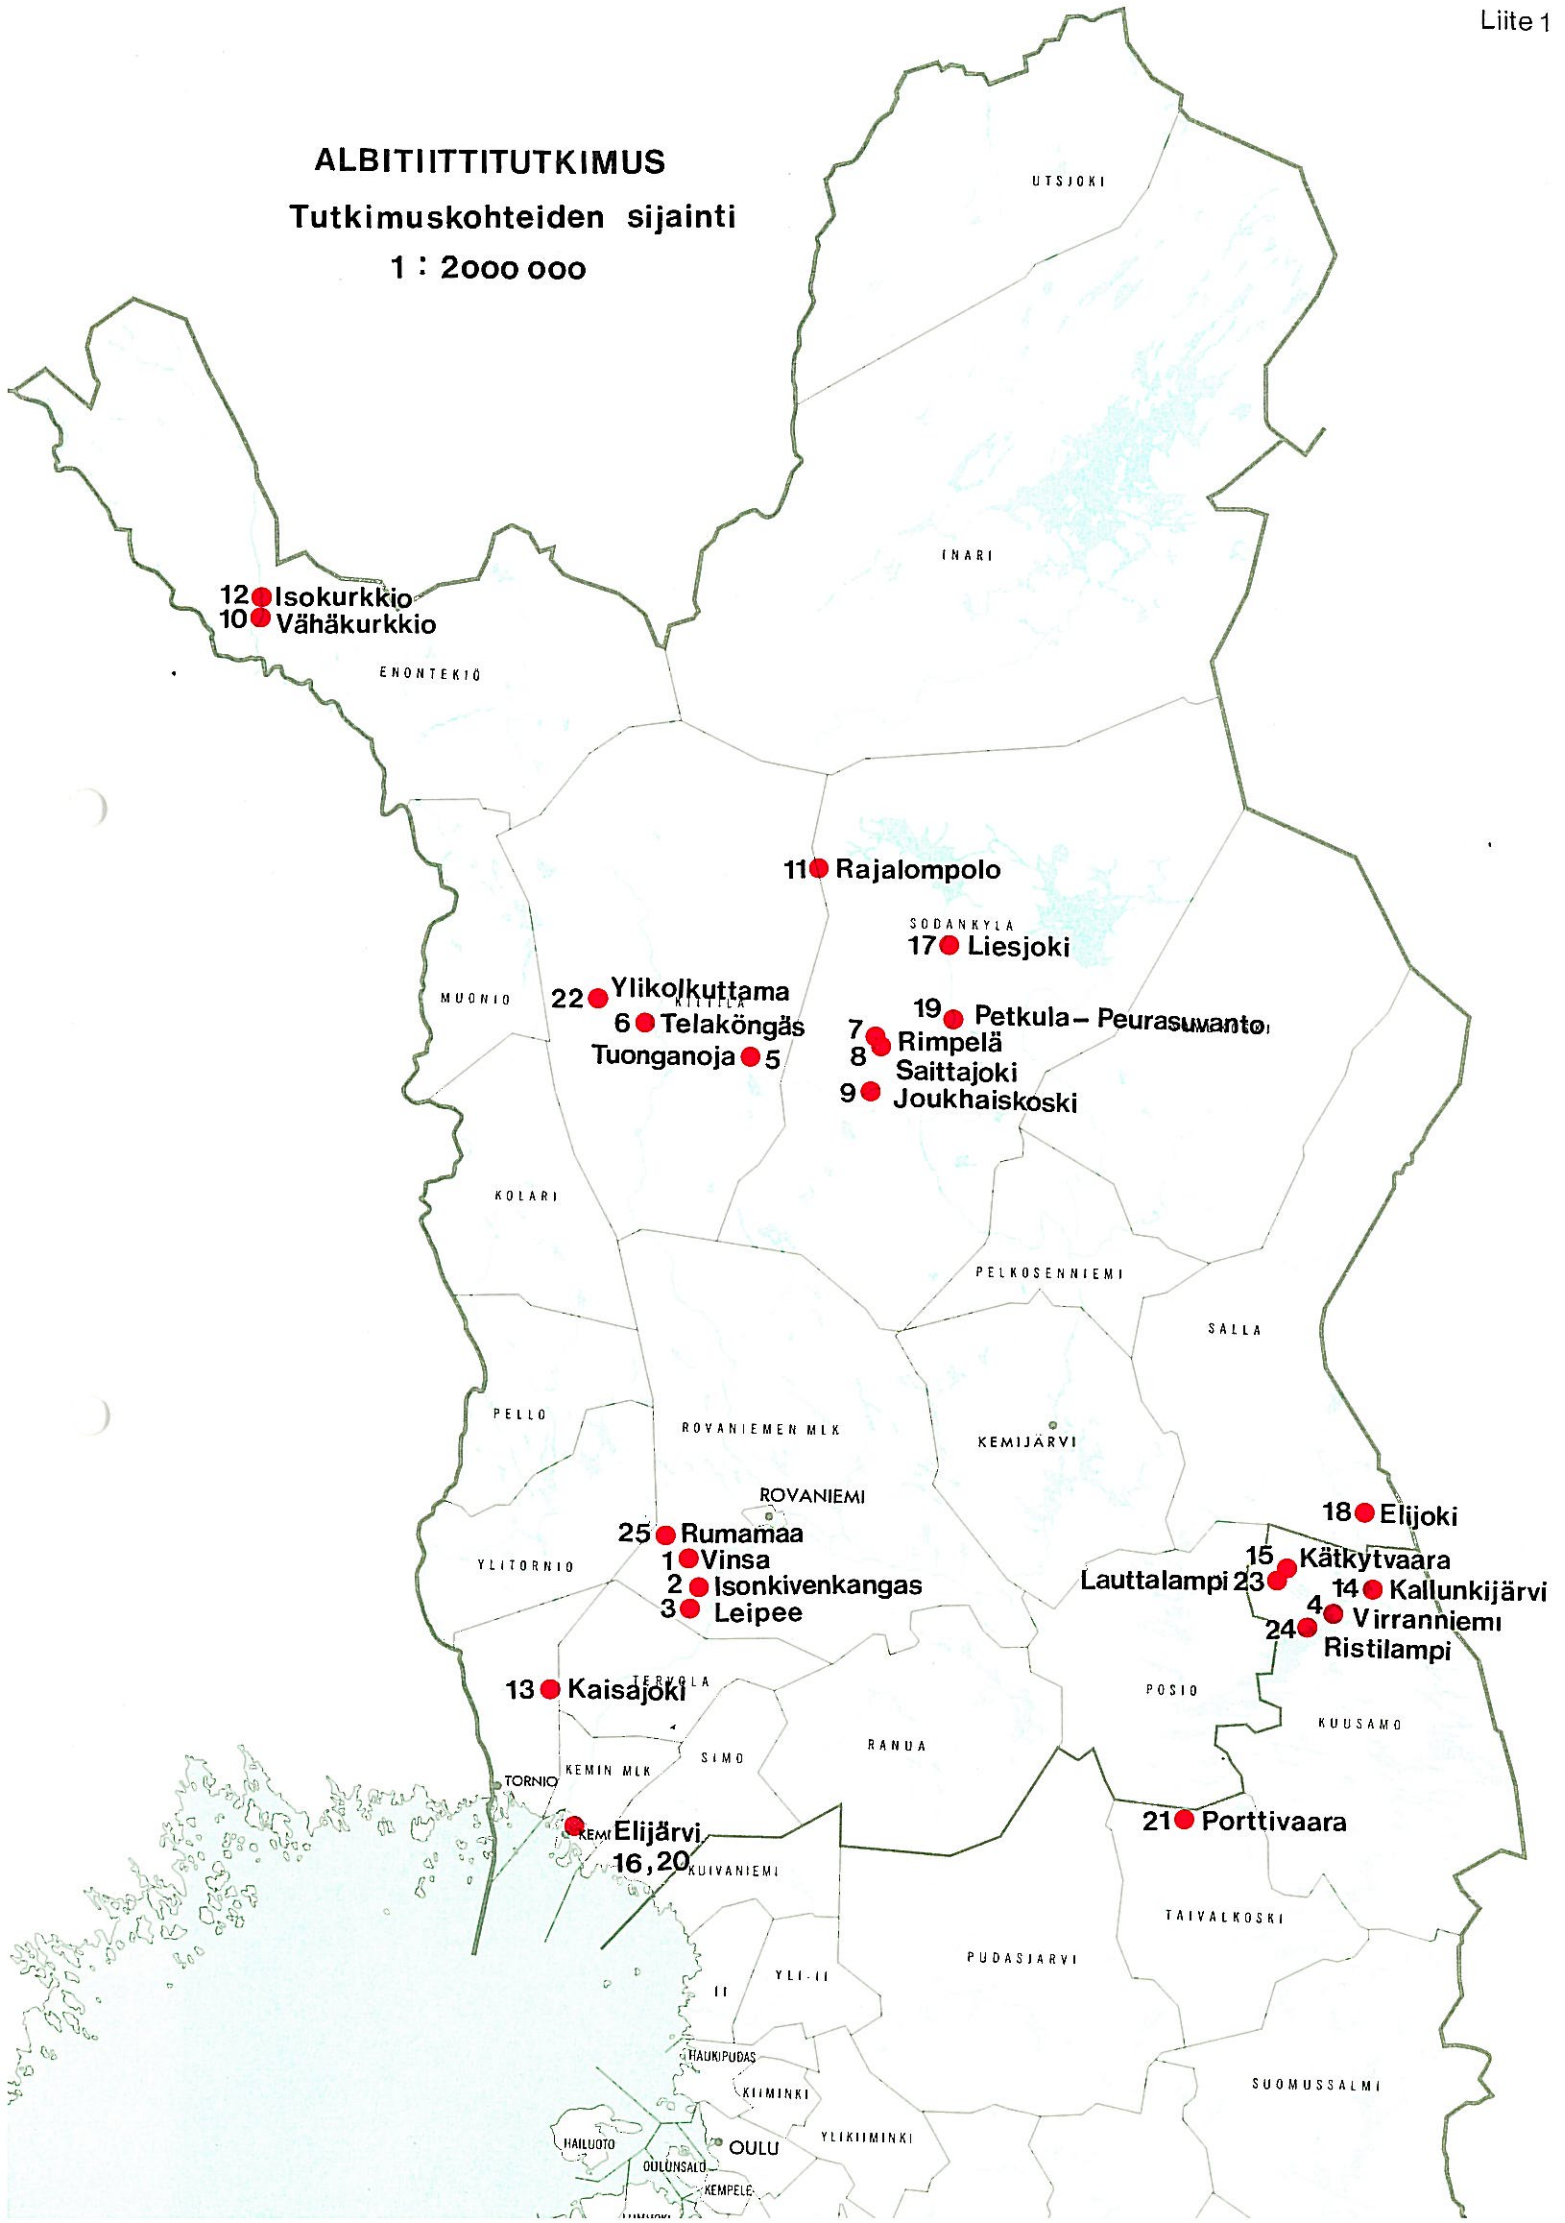 Liite 1
ALBITIITTITUTKIMUS
Tutkimuskohteiden sijainti
1 : 2000 000
UTSJOKI
INARI
12 Isokurkkio
10 Vähäkurkkio
ENONTEKIÖ
11 Rajalompolo
SODANKYLÄ
17 Liesjoki
MUONIO
22 Ylikolkuttama
KITTILÄ
6 Telaköngäs
Tuonganoja 5
19 Petkula – Peurasuvanto
7
8 Rimpelä
Saittajoki
9 Joukhaiskoski
KOLARI
PELKOSENNIEMI
SALLA
PELLO
ROVANIEMEN MLK
KEMIJÄRVI
ROVANIEMI
18 Elijoki
25 Rumamaa
1 Vinsa
YLITORNIO
2 Isonkivenkangas
3 Leipee
15 Kätkytvaara
Lauttalampi 23
14 Kallunkijärvi
4 Virranniemi
24 Ristilampi
TERVOLA
13 Kaisajoki
POSIO
KUUSAMO
RANUA
SIMO
KEMIN MLK
TORNIO
21 Porttivaara
KEMI
Elijärvi
16,20
KUIVANIEMI
TAIVALKOSKI
PUDASJARVI
YLI-II
II
HAUKIPUDAS
KIIMINKI
SUOMUSSALMI
YLIKIIMINKI
HAILUOTO
OULU
OULUNSALO
KEMPELE